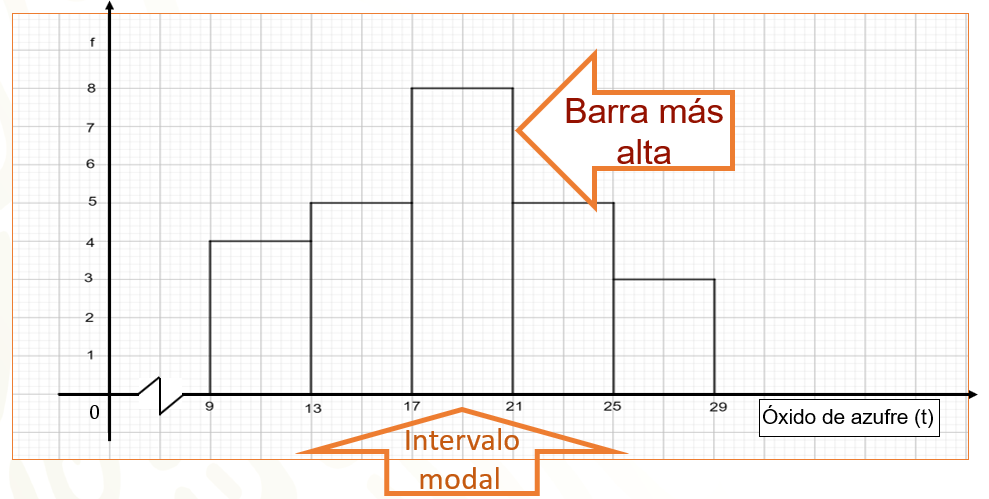 f
8
7
6
5
4
3
2
1
0
Barra más
alta
9 13 17 21 25 29
Óxido de azufre (t)
Intervalo
modal